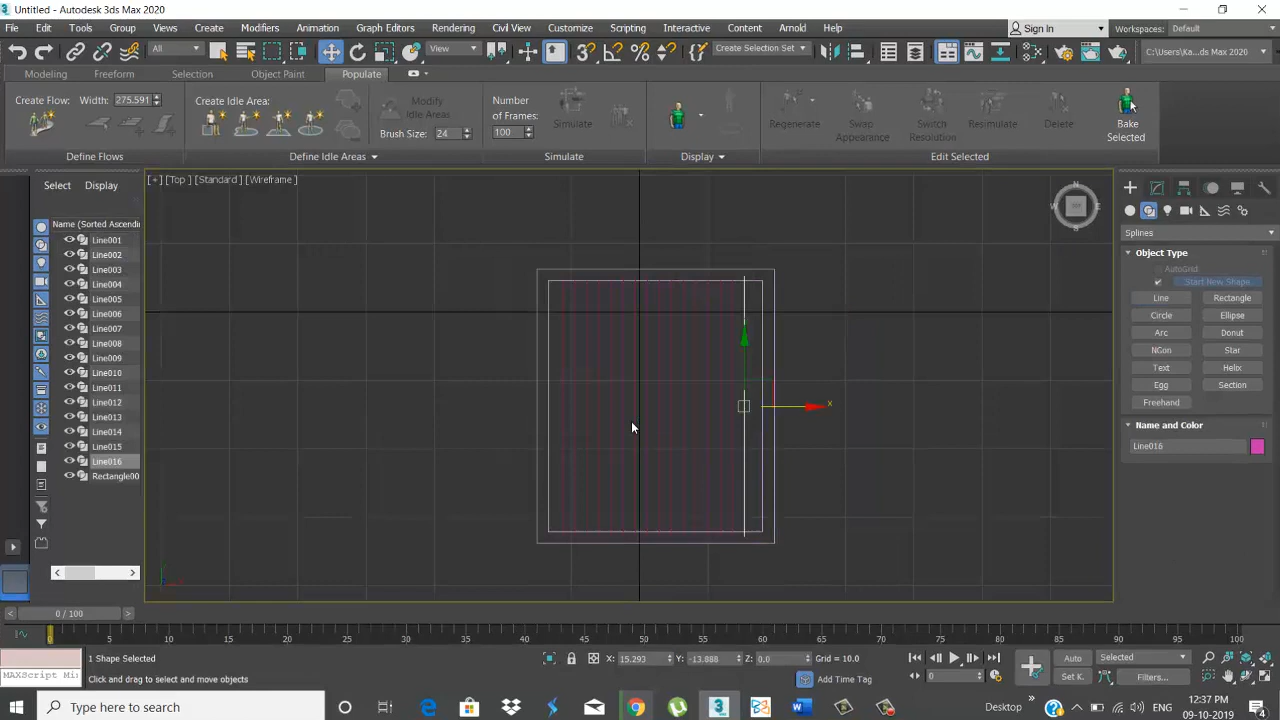 Untitled - Autodesk 3ds Max 2020
File Edit Tools Group Views Create Modifiers Animation Graph Editors Rendering Civil View Customize Scripting Interactive Content Arnold Help Sign In Workspaces: Default
All View Create Selection Set C:\Users\Ka...ds Max 2020
Modeling Freeform Selection Object Paint Populate
Create Flow: Width: 275.591 Create Idle Area: Modify Idle Areas Number of Frames: Simulate Regenerate Swap Appearance Switch Resolution Resimulate Delete Bake Selected
Brush Size: 24 100
Define Flows Define Idle Areas Simulate Display Edit Selected
[+] [Top ] [Standard ] [Wireframe ]
Select Display
Name (Sorted Ascendin
Line001
Line002
Line003
Line004
Line005
Line006
Line007
Line008
Line009
Line010
Line011
Line012
Line013
Line014
Line015
Line016
Rectangle00
N
W
E
S
x
Splines
Object Type
AutoGrid
Start New Shape
Line Rectangle
Circle Ellipse
Arc Donut
NGon Star
Text Helix
Egg Section
Freehand
Name and Color
Line016
0 / 100
0 5 10 15 20 25 30 35 40 45 50 55 60 65 70 75 80 85 90 95 100
1 Shape Selected X: 15.293 Y: -13.888 Z: 0.0 Grid = 10.0 Auto Selected
MAXScript Mi Click and drag to select and move objects Add Time Tag 0 Set K. Filters...
Type here to search Desktop 12:37 PM
09-10-2019
4